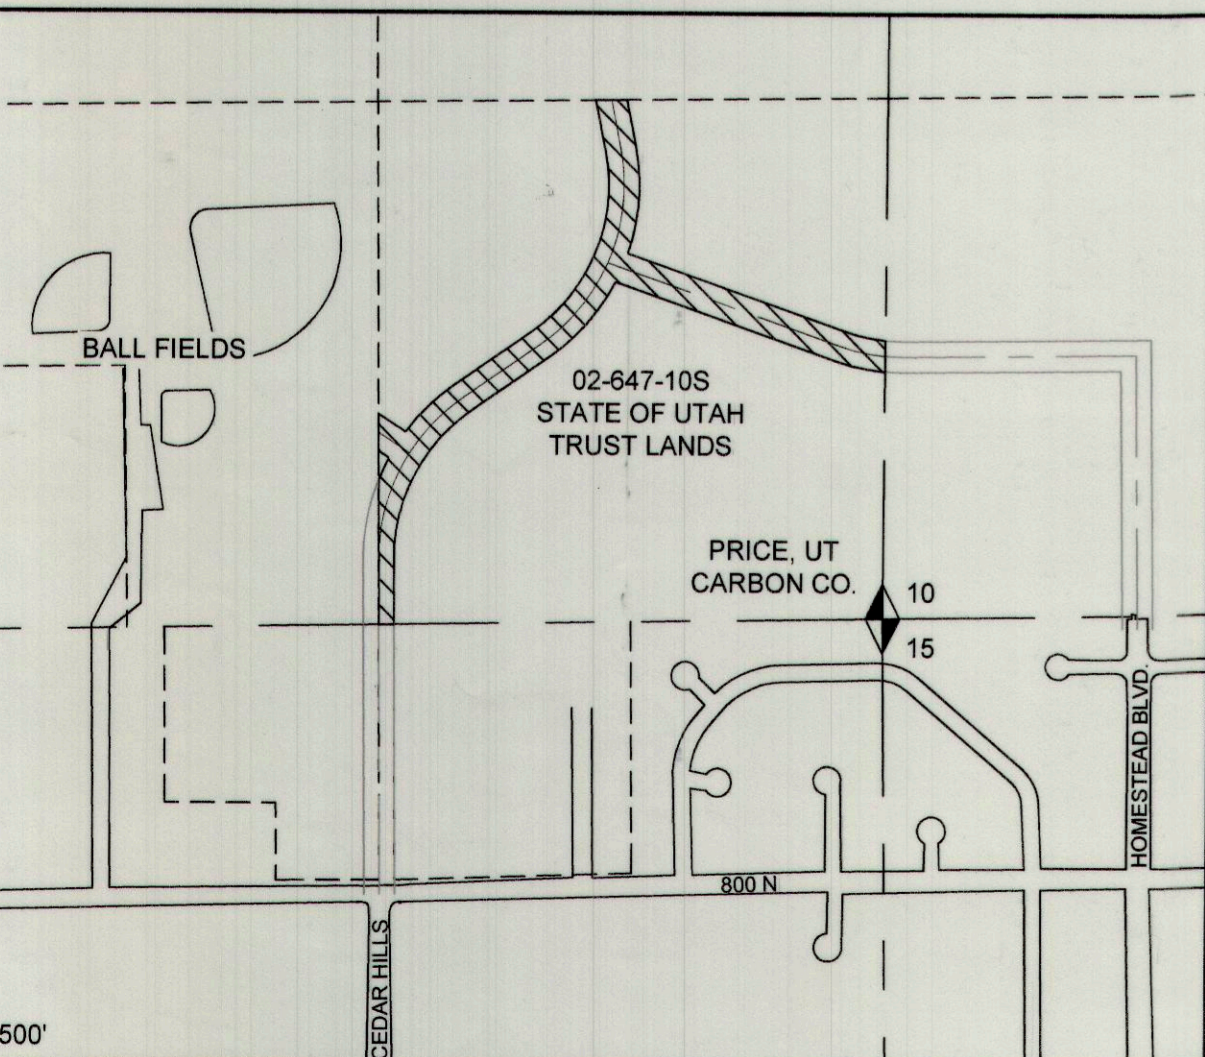 BALL FIELDS
02-647-10S
STATE OF UTAH
TRUST LANDS
PRICE, UT
CARBON CO.
10
15
HOMESTEAD BLVD.
800 N
CEDAR HILLS
500'